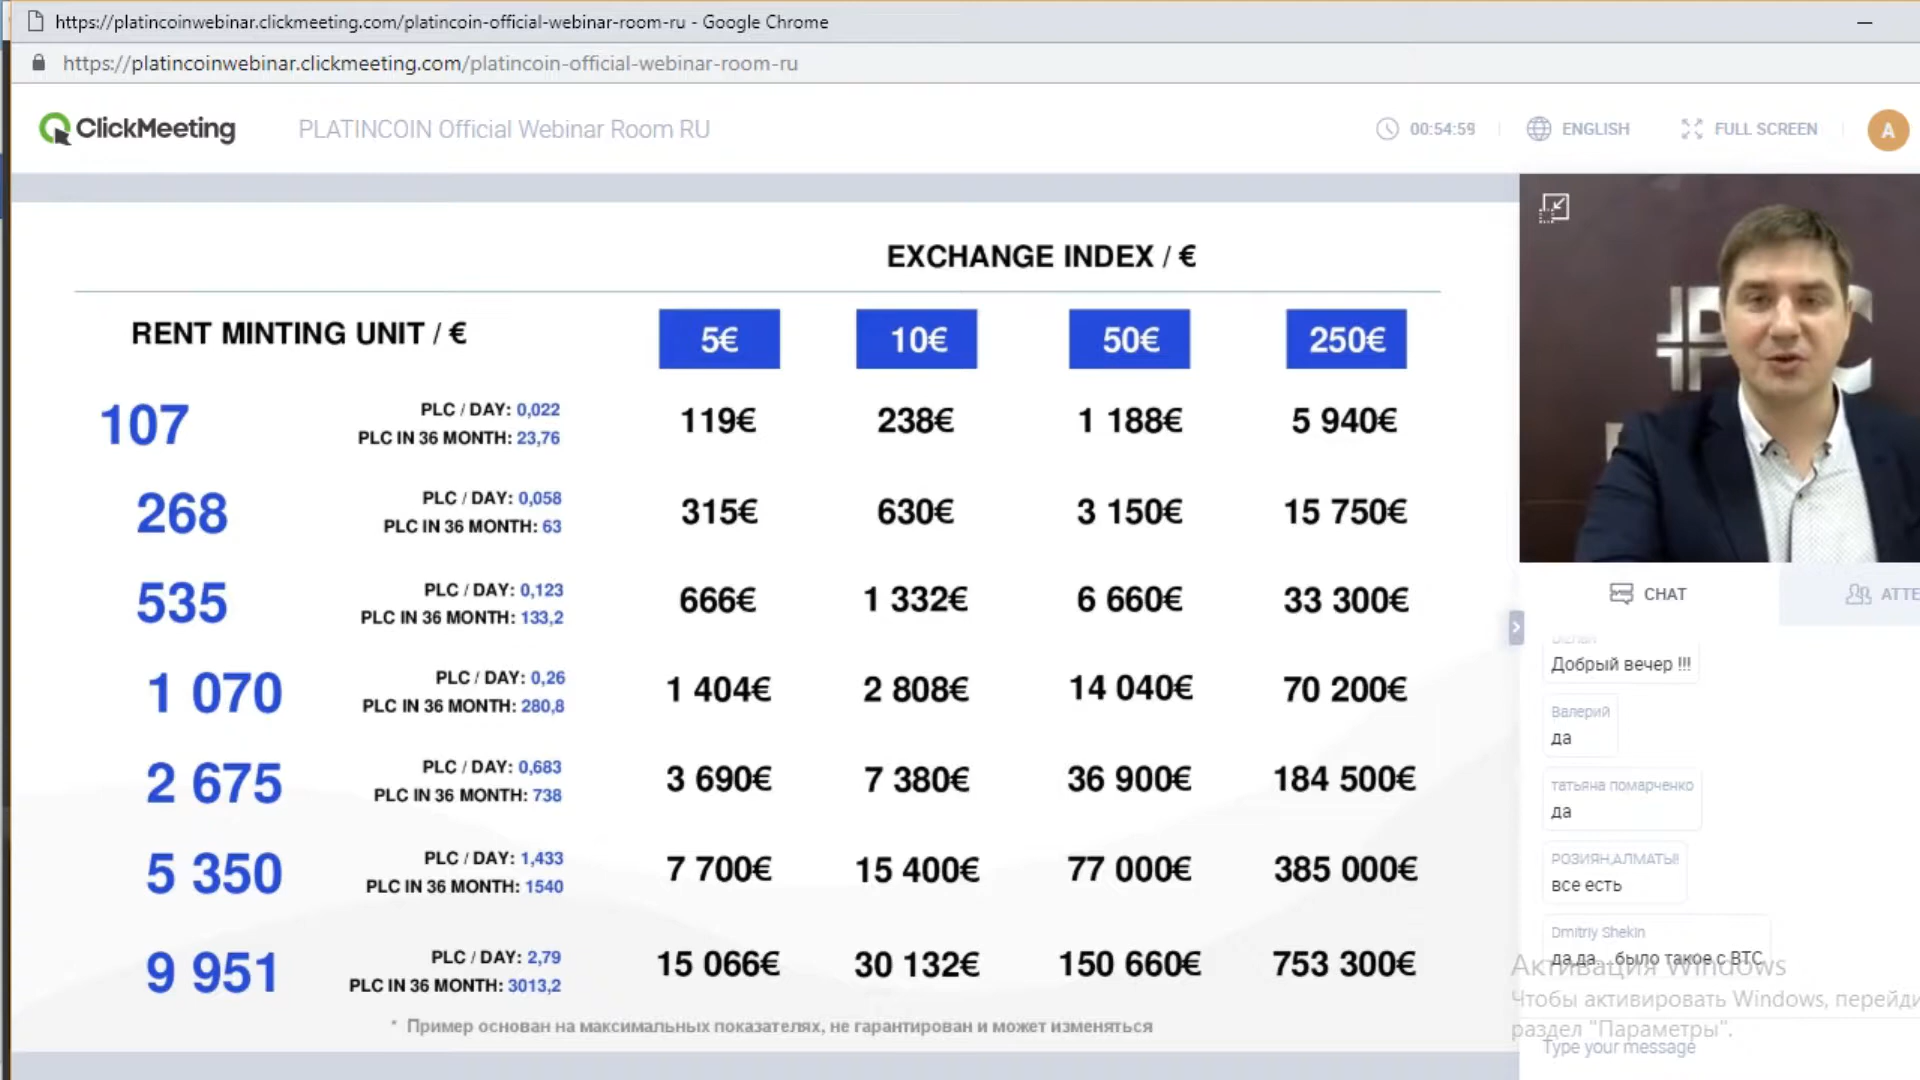 https://platincoinwebinar.clickmeeting.com/platincoin-official-webinar-room-ru - Google Chrome
https://platincoinwebinar.clickmeeting.com/platincoin-official-webinar-room-ru
ClickMeeting
PLATINCOIN Official Webinar Room RU
00:54:59
ENGLISH
FULL SCREEN
A
EXCHANGE INDEX / €
RENT MINTING UNIT / €
5€ 10€ 50€ 250€
107
PLC / DAY: 0,022
PLC IN 36 MONTH: 23,76
119€ 238€ 1 188€ 5 940€
268
PLC / DAY: 0,058
PLC IN 36 MONTH: 63
315€ 630€ 3 150€ 15 750€
535
PLC / DAY: 0,123
PLC IN 36 MONTH: 133,2
666€ 1 332€ 6 660€ 33 300€
1 070
PLC / DAY: 0,26
PLC IN 36 MONTH: 280,8
1 404€ 2 808€ 14 040€ 70 200€
2 675
PLC / DAY: 0,683
PLC IN 36 MONTH: 738
3 690€ 7 380€ 36 900€ 184 500€
5 350
PLC / DAY: 1,433
PLC IN 36 MONTH: 1540
7 700€ 15 400€ 77 000€ 385 000€
9 951
PLC / DAY: 2,79
PLC IN 36 MONTH: 3013,2
15 066€ 30 132€ 150 660€ 753 300€
* Пример основан на максимальных показателях, не гарантирован и может изменяться
CHAT
ATTE
Добрый вечер !!!
Валерий
да
татьяна помарченко
да
РОЗИЯН,АЛМАТЫ!
все есть
Dmitriy Shekin
да да... было такое с ВТС
Активация Windows
Чтобы активировать Windows, перейди
раздел "Параметры".
Type your message